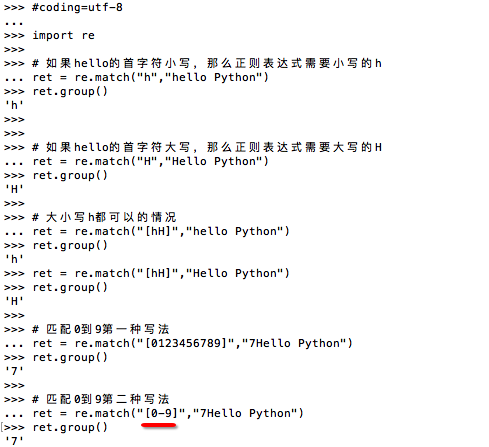 >>> #coding=utf-8
...
>>> import re
>>>
>>> # 如果hello的首字符小写，那么正则表达式需要小写的h
... ret = re.match("h","hello Python")
>>> ret.group()
'h'
>>>
>>>
>>> # 如果hello的首字符大写，那么正则表达式需要大写的H
... ret = re.match("H","Hello Python")
>>> ret.group()
'H'
>>>
>>> # 大小写h都可以的情况
... ret = re.match("[hH]","hello Python")
>>> ret.group()
'h'
>>> ret = re.match("[hH]","Hello Python")
>>> ret.group()
'H'
>>>
>>> # 匹配0到9第一种写法
... ret = re.match("[0123456789]","7Hello Python")
>>> ret.group()
'7'
>>>
>>> # 匹配0到9第二种写法
... ret = re.match("[0-9]","7Hello Python")
>>> ret.group()
'7'